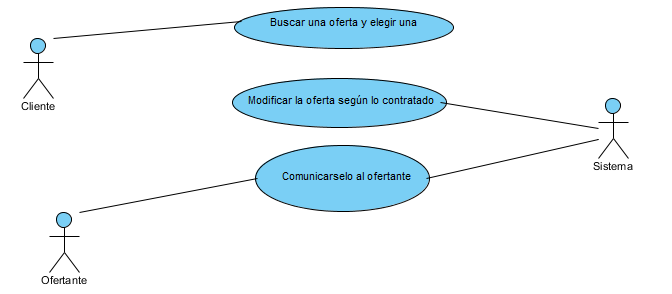 Buscar una oferta y elegir una
Cliente
Modificar la oferta según lo contratado
Sistema
Comunicarselo al ofertante
Ofertante